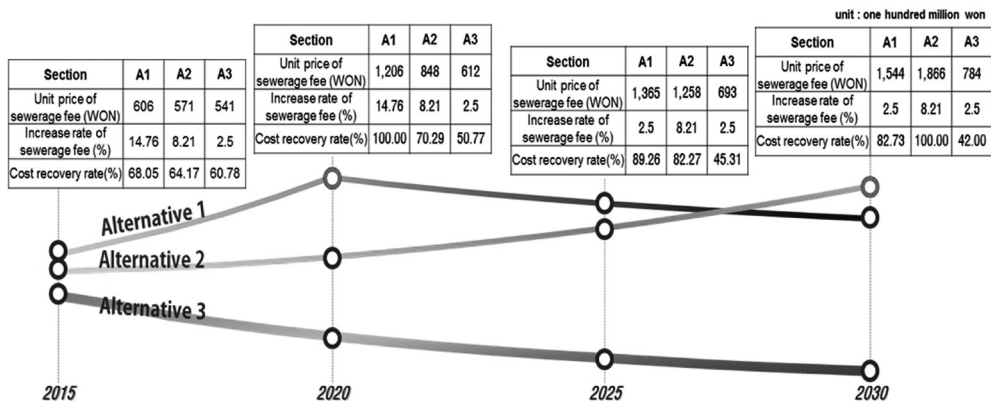 unit : one hundred million won
Section A1 A2 A3
Unit price of sewerage fee (WON) 606 571 541
Increase rate of sewerage fee (%) 14.76 8.21 2.5
Cost recovery rate(%) 68.05 64.17 60.78
Section A1 A2 A3
Unit price of sewerage fee (WON) 1,206 848 612
Increase rate of sewerage fee(%) 14.76 8.21 2.5
Cost recovery rate(%) 100.00 70.29 50.77
Section A1 A2 A3
Unit price of sewerage fee (WON) 1,365 1,258 693
Increase rate of sewerage fee(%) 2.5 8.21 2.5
Cost recovery rate(%) 89.26 82.27 45.31
Section A1 A2 A3
Unit price of sewerage fee (WON) 1,544 1,866 784
Increase rate of sewerage fee(%) 2.5 8.21 2.5
Cost recovery rate(%) 82.73 100.00 42.00
Alternative 1
Alternative 2
Alternative 3
2015 2020 2025 2030